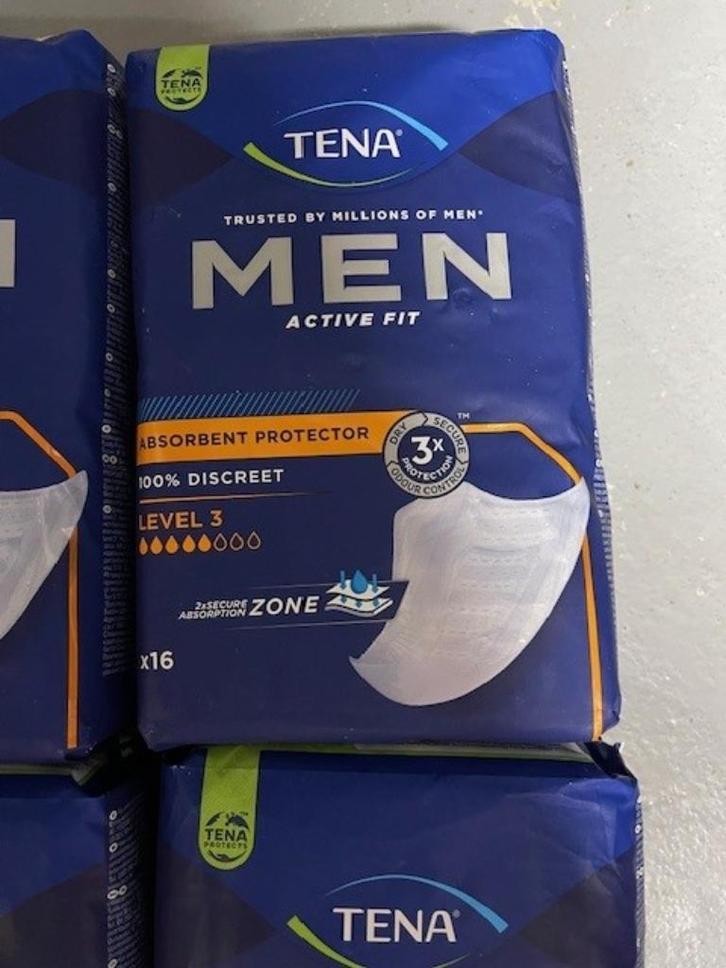 TENA
PROTECTS
TENA
TRUSTED BY MILLIONS OF MEN*
MEN
ACTIVE FIT
ABSORBENT PROTECTOR
DRY SECURE
3x
PROTECTION
ODOUR CONTROL
TM
100% DISCREET
LEVEL 3
2xSECURE
ABSORPTION
ZONE
x16
TENA
PROTECTS
TENA